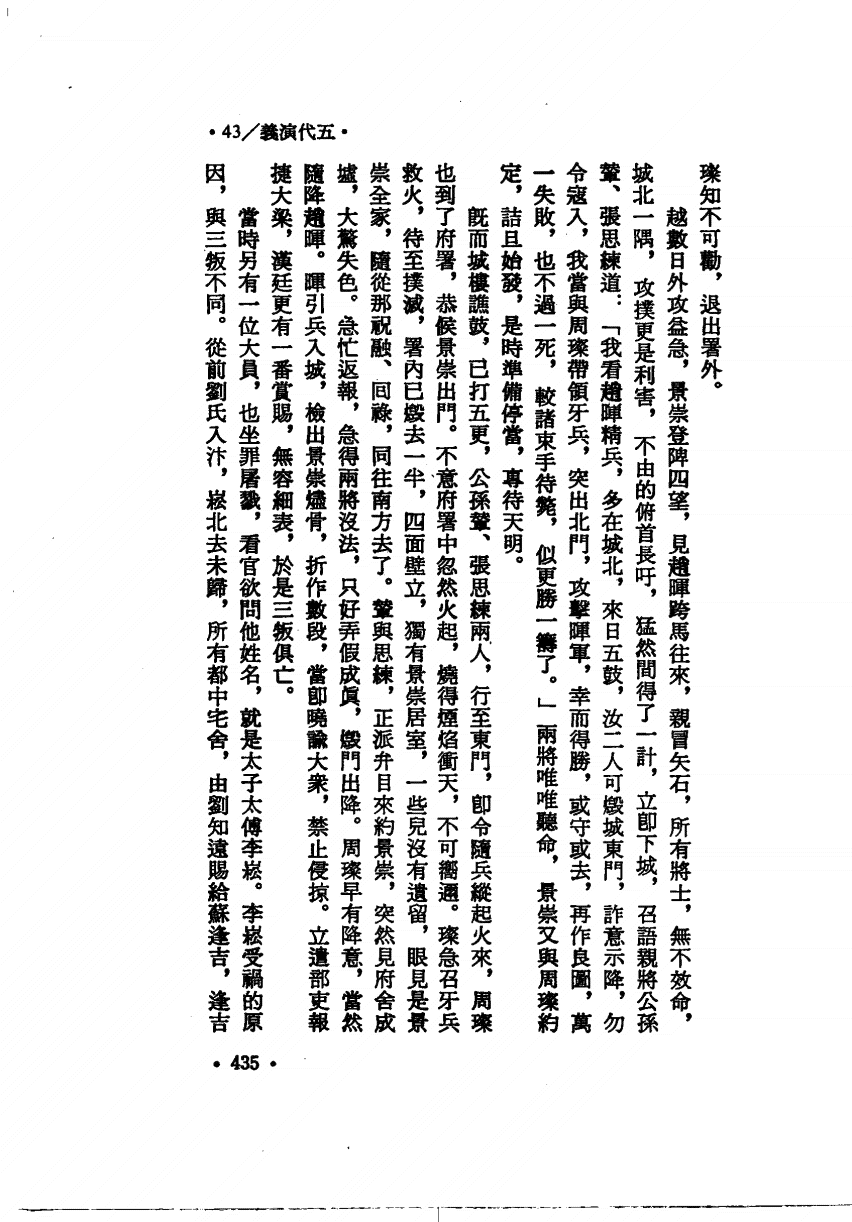 •43/義演代五•
璨知不可勸，退出署外。
越數日外攻益急，景崇登陴四望，見趙暉跨馬往來，親冒矢石，所有將士，無不效命，
城北一隅，攻撲更是利害，不由的俯首長吁，猛然間得了一計，立卽下城，召語親將公孫
輦、張思練道：「我看趙暉精兵，多在城北，來日五鼓，汝二人可燬城東門，詐意示降，勿
令寇入，我當與周璨帶領牙兵，突出北門，攻擊暉軍，幸而得勝，或守或去，再作良圖，萬
一失敗，也不過一死，較諸束手待斃，似更勝一籌了。」兩將唯唯聽命，景崇又與周璨約
定，詰且始發，是時準備停當，專待天明。
旣而城樓譙鼓，已打五更，公孫輦、張思練兩人，行至東門，卽令隨兵縱起火來，周璨
也到了府署，恭候景崇出門。不意府署中忽然火起，燒得煙焰衝天，不可嚮邇。璨急召牙兵
救火，待至撲滅，署內已燬去一半，四面壁立，獨有景崇居室，一些兒沒有遺留，眼見是景
崇全家，隨從那祝融、回祿，同往南方去了。輦與思練，正派弁目來約景崇，突然見府舍成
墟，大驚失色。急忙返報，急得兩將沒法，只好弄假成眞，燬門出降。周璨早有降意，當然
隨降趙暉。暉引兵入城，檢出景崇燼骨，折作數段，當卽曉諭大衆，禁止侵掠。立遣部吏報
捷大梁，漢廷更有一番賞賜，無容細表，於是三叛俱亡。
當時另有一位大員，也坐罪屠戮，看官欲問他姓名，就是太子太傅李崧。李崧受禍的原
因，與三叛不同。從前劉氏入汴，崧北去未歸，所有都中宅舍，由劉知遠賜給蘇逢吉，逢吉
•435•